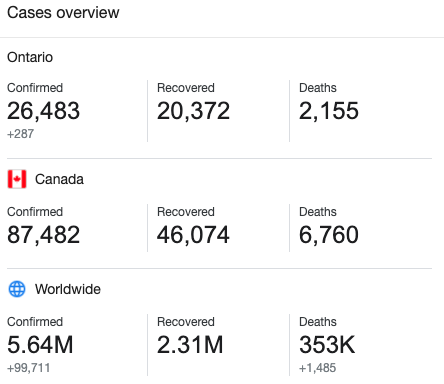 Cases overview
Ontario
Confirmed Recovered Deaths
26,483 20,372 2,155
+287
Canada
Confirmed Recovered Deaths
87,482 46,074 6,760
Worldwide
Confirmed Recovered Deaths
5.64M 2.31M 353K
+99,711 +1,485